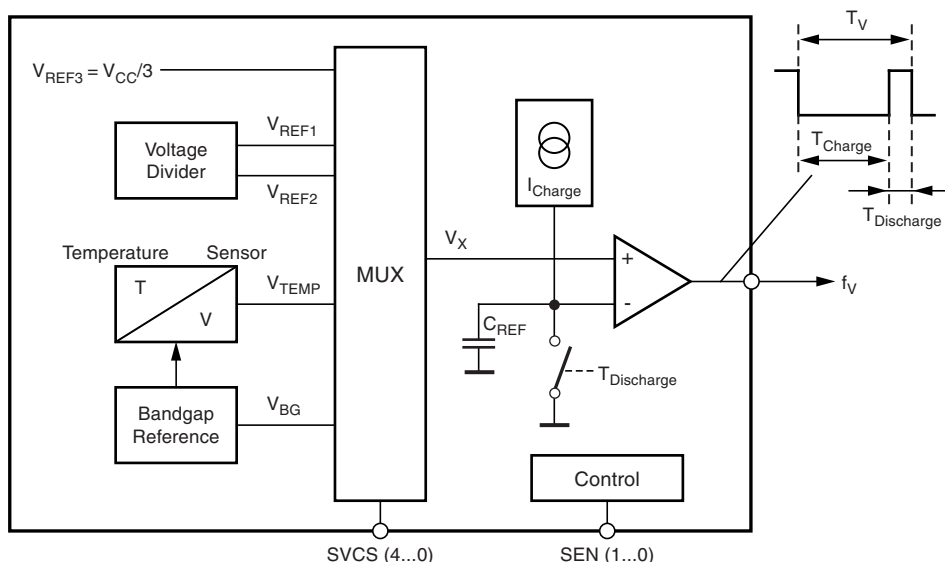 T_V
V_REF3 = V_CC/3
Voltage
Divider
V_REF1
V_REF2
I_Charge
T_Charge
T_Discharge
Temperature
Sensor
T
V
V_TEMP
MUX
V_X
+
-
f_V
C_REF
T_Discharge
Bandgap
Reference
V_BG
Control
SVCS (4...0)
SEN (1...0)